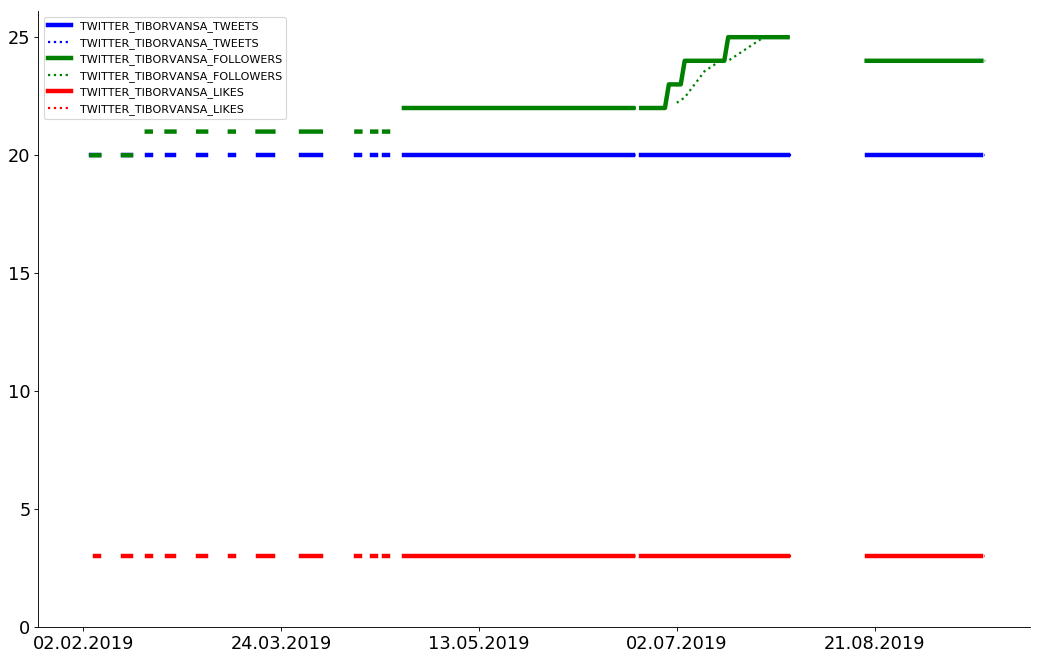 TWITTER_TIBORVANSA_TWEETS
TWITTER_TIBORVANSA_TWEETS
TWITTER_TIBORVANSA_FOLLOWERS
TWITTER_TIBORVANSA_FOLLOWERS
TWITTER_TIBORVANSA_LIKES
TWITTER_TIBORVANSA_LIKES
25
20
15
10
5
0
02.02.2019 24.03.2019 13.05.2019 02.07.2019 21.08.2019